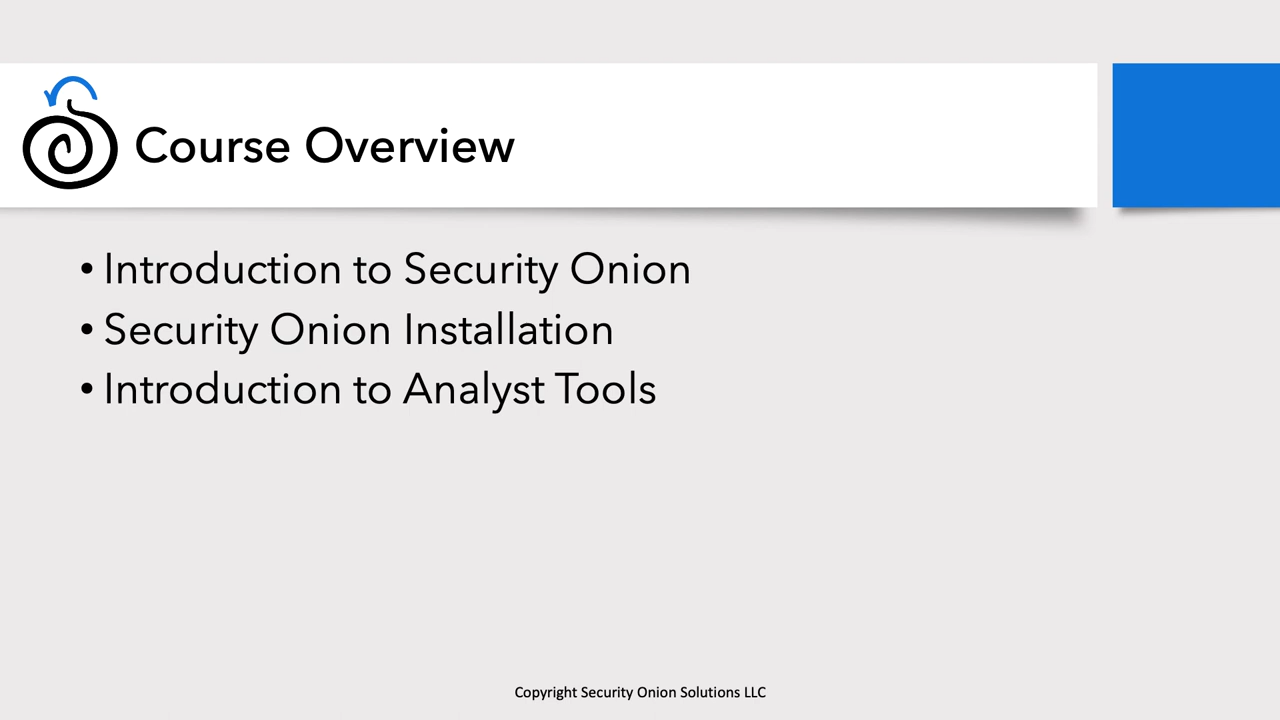 Course Overview
• Introduction to Security Onion
• Security Onion Installation
• Introduction to Analyst Tools
Copyright Security Onion Solutions LLC